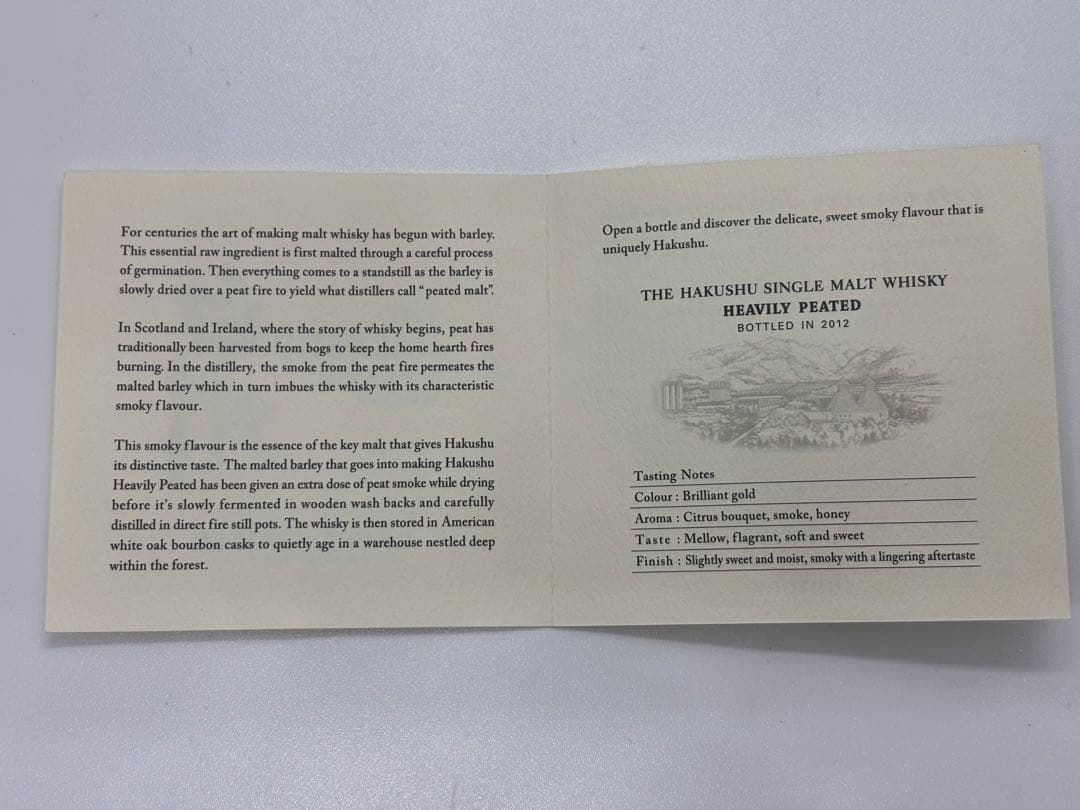 For centuries the art of making malt whisky has begun with barley.
This essential raw ingredient is first malted through a careful process
of germination. Then everything comes to a standstill as the barley is
slowly dried over a peat fire to yield what distillers call “peated malt”.
In Scotland and Ireland, where the story of whisky begins, peat has
traditionally been harvested from bogs to keep the home hearth fires
burning. In the distillery, the smoke from the peat fire permeates the
malted barley which in turn imbues the whisky with its characteristic
smoky flavour.
This smoky flavour is the essence of the key malt that gives Hakushu
its distinctive taste. The malted barley that goes into making Hakushu
Heavily Peated has been given an extra dose of peat smoke while drying
before it's slowly fermented in wooden wash backs and carefully
distilled in direct fire still pots. The whisky is then stored in American
white oak bourbon casks to quietly age in a warehouse nestled deep
within the forest.
Open a bottle and discover the delicate, sweet smoky flavour that is
uniquely Hakushu.
THE HAKUSHU SINGLE MALT WHISKY
HEAVILY PEATED
BOTTLED IN 2012
Tasting Notes
Colour : Brilliant gold
Aroma : Citrus bouquet, smoke, honey
Taste : Mellow, flagrant, soft and sweet
Finish : Slightly sweet and moist, smoky with a lingering aftertaste